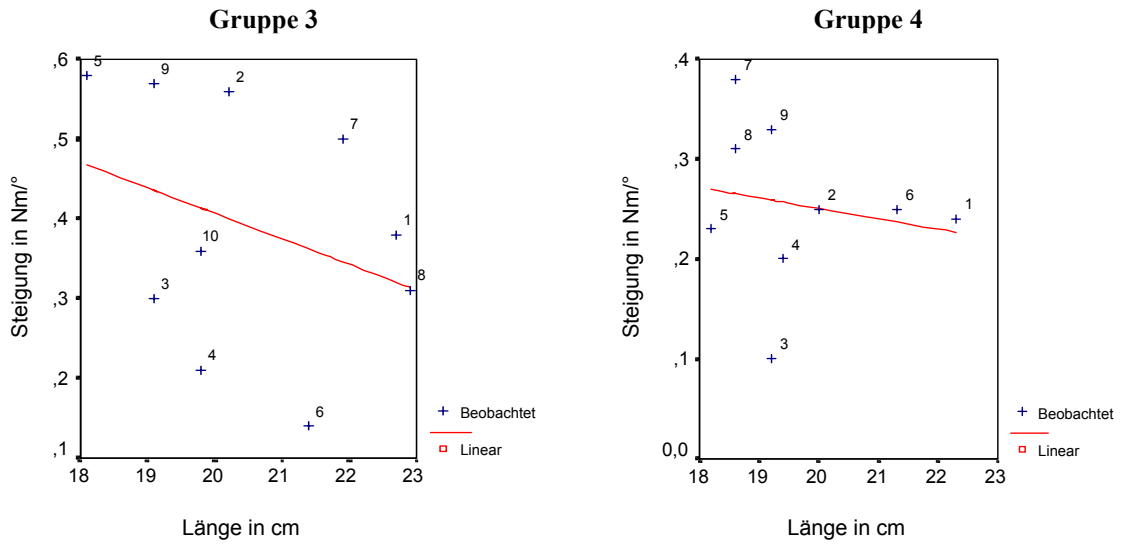 Gruppe 3
,6
,5
,4
,3
,2
,1
Steigung in Nm/°
5
9
2
7
1
10
8
3
4
6
18 19 20 21 22 23
Länge in cm
+ Beobachtet
Linear
Gruppe 4
,4
,3
,2
,1
0,0
Steigung in Nm/°
7
9
8
2
6
1
5
4
3
18 19 20 21 22 23
Länge in cm
+ Beobachtet
Linear